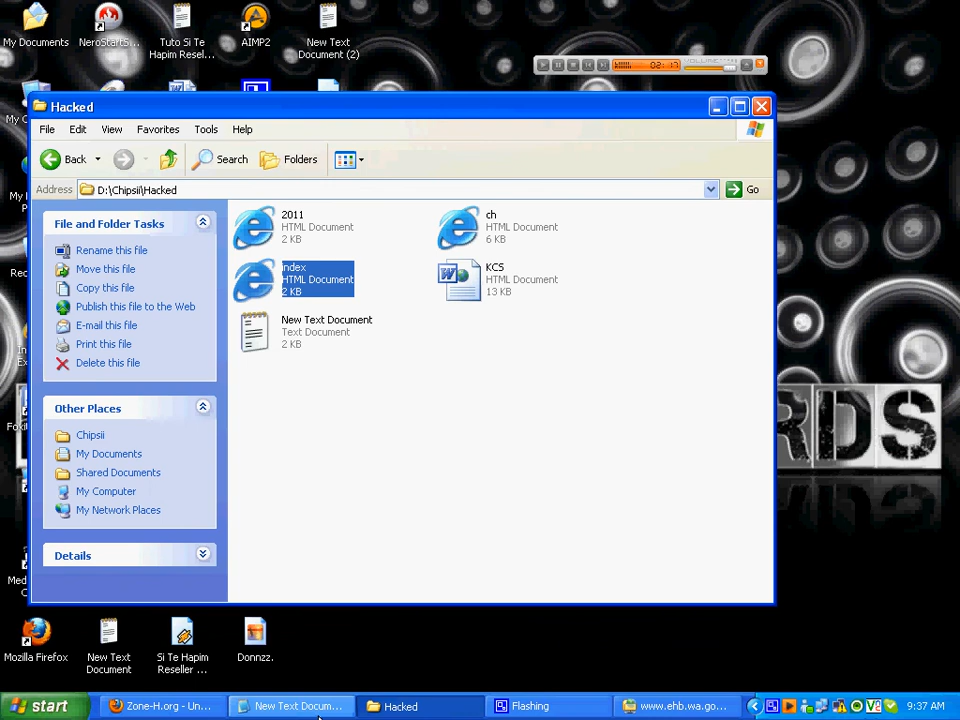 My Documents
NeroStartS...
Tuto Si Te
Hapim Resel...
AIMP2
New Text
Document (2)
02:17
VOLUME
Hacked
File Edit View Favorites Tools Help
Back
Search
Folders
Address
D:\Chipsii\Hacked
Go
File and Folder Tasks
Rename this file
Move this file
Copy this file
Publish this file to the Web
E-mail this file
Print this file
Delete this file
Other Places
Chipsii
My Documents
Shared Documents
My Computer
My Network Places
Details
2011
HTML Document
2 KB
ch
HTML Document
6 KB
index
HTML Document
2 KB
KCS
HTML Document
13 KB
New Text Document
Text Document
2 KB
RDS
Mozilla Firefox
New Text
Document
Si Te Hapim
Reseller ...
Donnzz.
start
Zone-H.org - Un...
New Text Docum...
Hacked
Flashing
www.ehb.wa.go...
9:37 AM